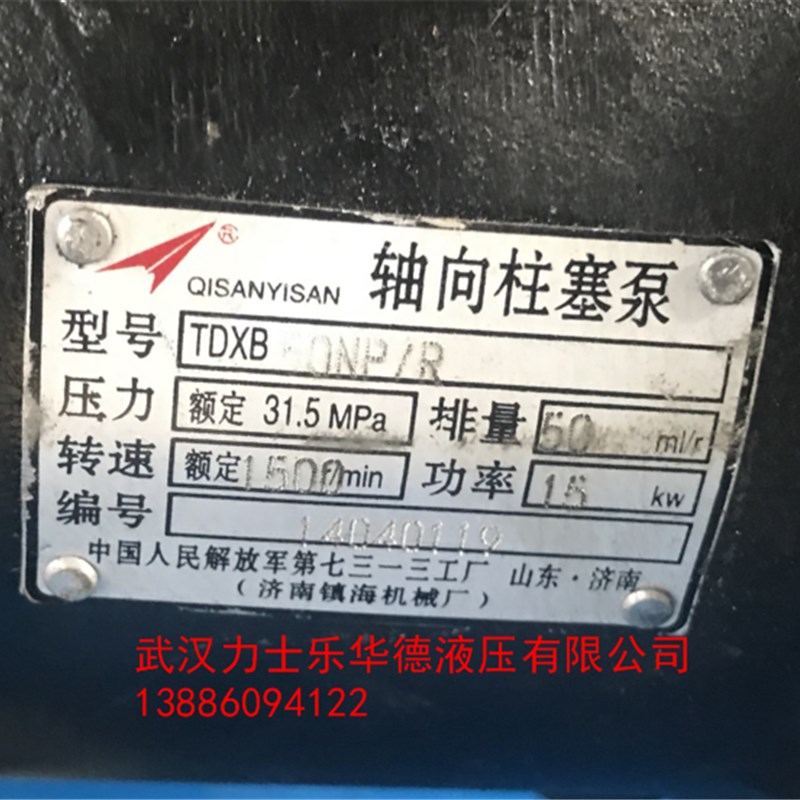 ® QISANYISAN 轴向柱塞泵
型号 TDXB 50NP/R
压力 额定 31.5 MPa 排量 50 ml/r
转速 额定 1500 r/min 功率 15 kw
编号 14040119
中国人民解放军第七三一三工厂 山东·济南
(济南镇海机械厂)
武汉力士乐华德液压有限公司
13886094122